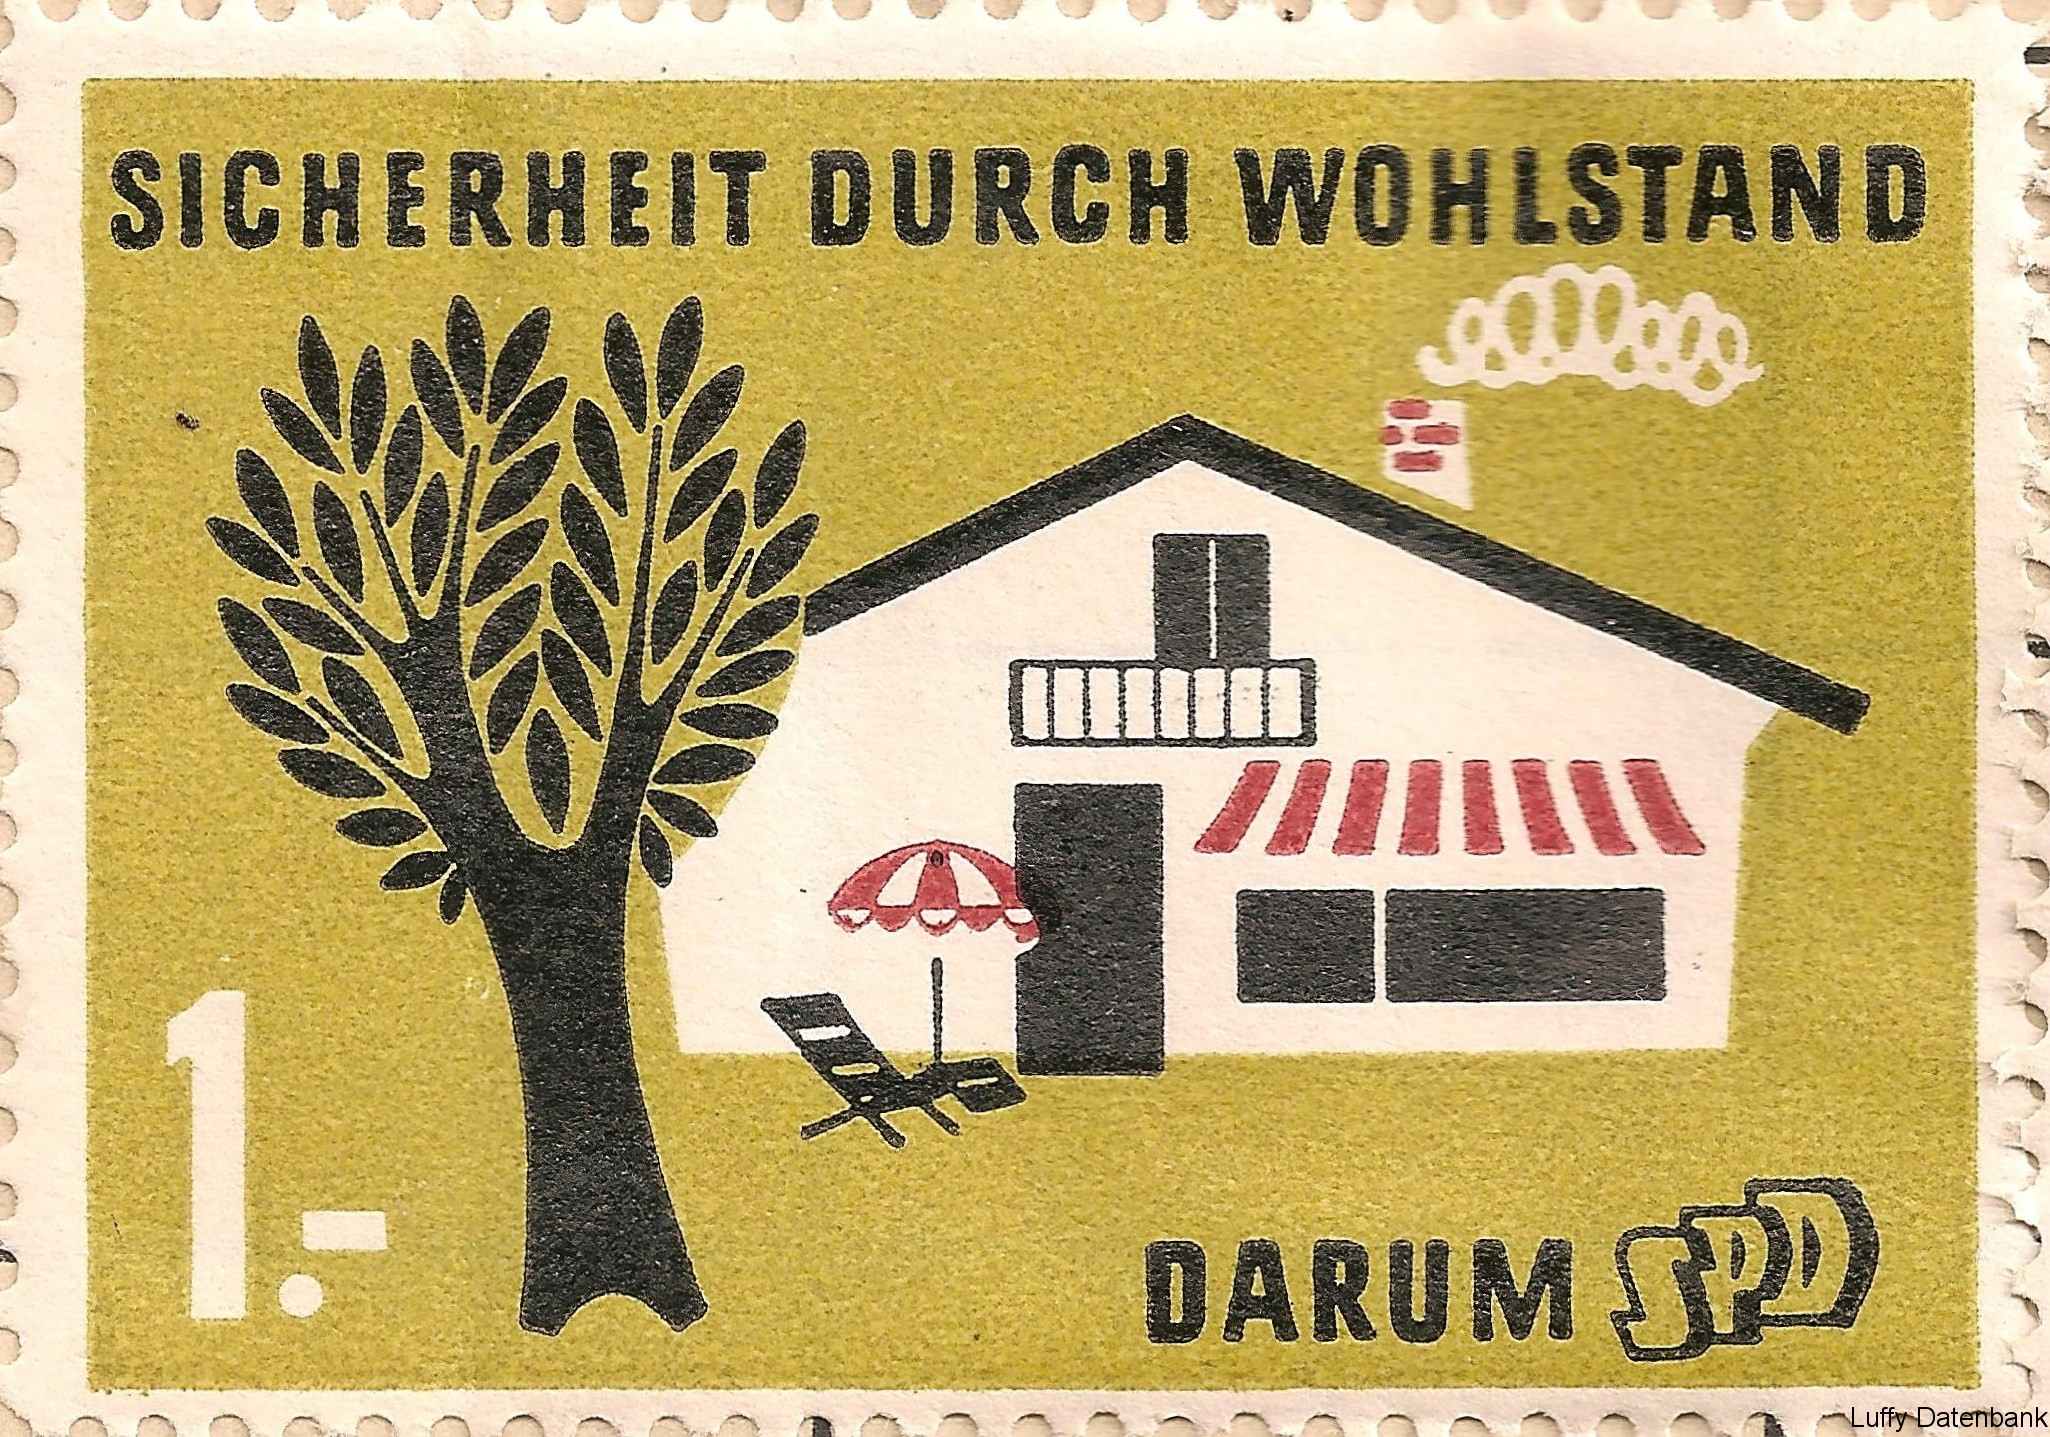 SICHERHEIT DURCH WOHLSTAND
1.-
DARUM SPD
Luffy Datenbank